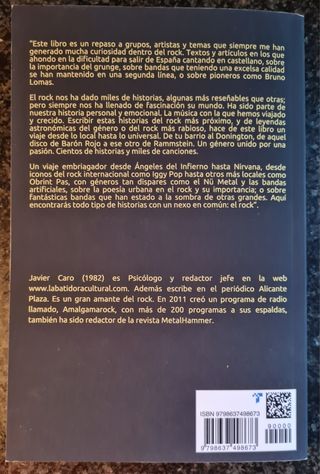 "Este libro es un repaso a grupos, artistas y temas que siempre me han
generado mucha curiosidad dentro del rock. Textos y artículos en los que
ahondo en la dificultad para salir de España cantando en castellano, sobre
la importancia del grunge, sobre bandas que teniendo una excelsa calidad
se han mantenido en una segunda línea, o sobre pioneros como Bruno
Lomas.
El rock nos ha dado miles de historias, algunas más reseñables que otras;
pero siempre nos ha llenado de fascinación su mundo. Ha sido parte de
nuestra historia personal y emocional. La música con la que hemos viajado
y crecido. Escribir estas historias del rock más próximo, y de leyendas
astronómicas del género o del rock más rabioso, hace de este libro un
viaje desde lo local hasta lo universal. De tu barrio al Donington, de aquel
disco de Barón Rojo a ese otro de Rammstein. Un género unido por una
pasión. Cientos de historias y miles de canciones.
Un viaje embriagador desde Ángeles del Infierno hasta Nirvana, desde
iconos del rock internacional como Iggy Pop hasta otros más locales como
Obrint Pas, con géneros tan dispares como el Nü Metal y las bandas
artificiales, sobre la poesía urbana en el rock y su importancia; o sobre
fantásticas bandas que han estado a la sombra de otras grandes. Aquí
encontrarás todo tipo de historias con un nexo en común: el rock".
Javier Caro (1982) es Psicólogo y redactor jefe en la web
www.labatidoracultural.com. Además escribe en el periódico Alicante
Plaza. Es un gran amante del rock. En 2011 creó un programa de radio
llamado, Amalgamarock, con más de 200 programas a sus espaldas,
también ha sido redactor de la revista MetalHammer.
ISBN 9798637498673
90000
9 798637 498673